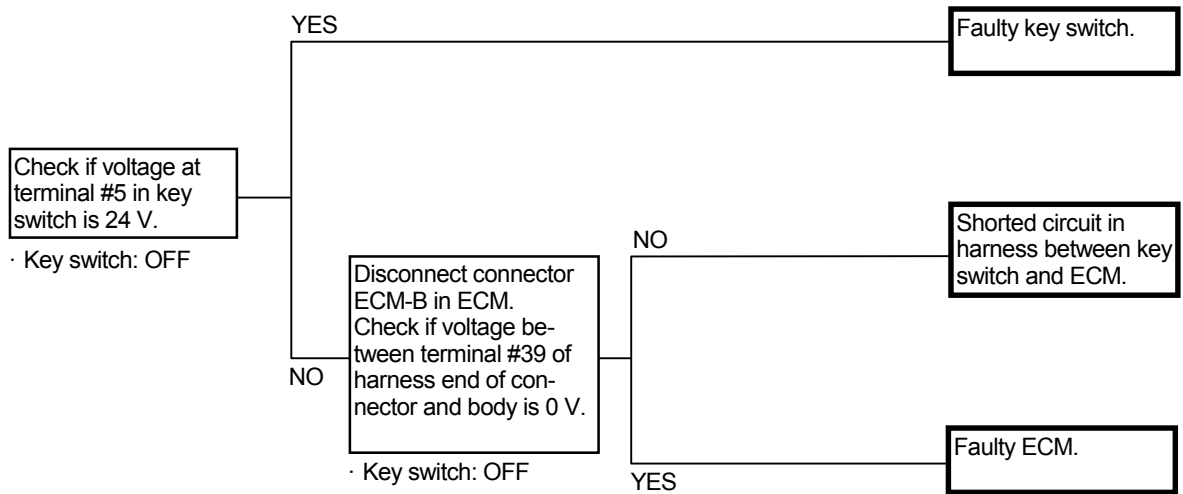 YES
Faulty key switch.
Check if voltage at
terminal #5 in key
switch is 24 V.
· Key switch: OFF
NO
Disconnect connector
ECM-B in ECM.
Check if voltage be-
tween terminal #39 of
harness end of con-
nector and body is 0 V.
· Key switch: OFF
NO
Shorted circuit in
harness between key
switch and ECM.
YES
Faulty ECM.